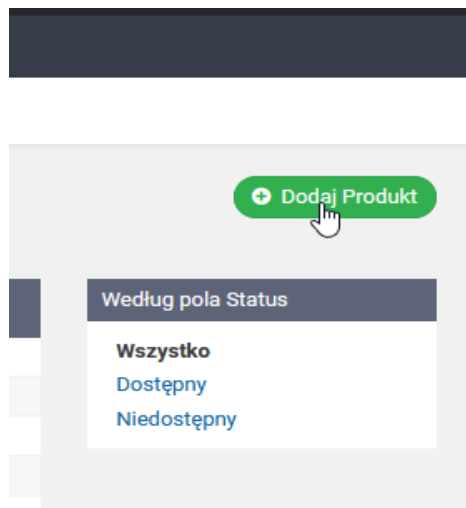 Dodaj Produkt
Według pola Status
Wszystko
Dostępny
Niedostępny